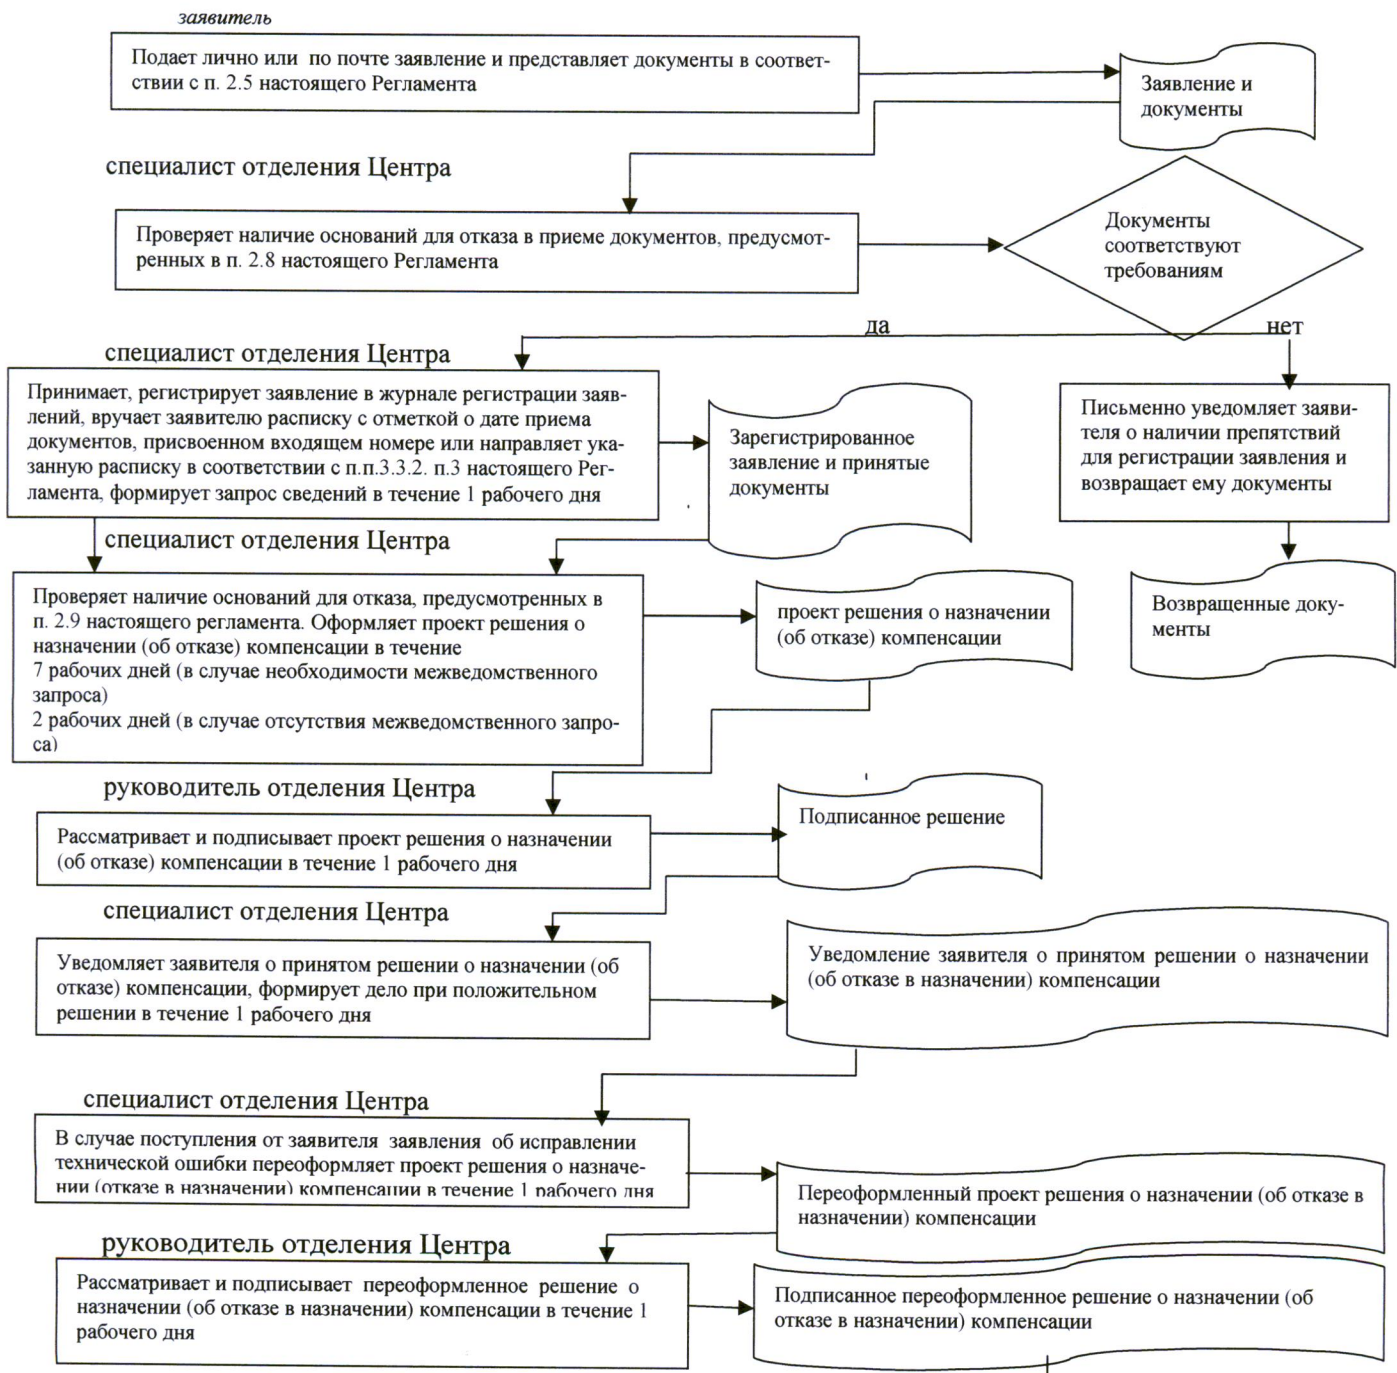 заявитель
Подает лично или по почте заявление и представляет документы в соответ-
ствии с п. 2.5 настоящего Регламента
Заявление и
документы
специалист отделения Центра
Проверяет наличие оснований для отказа в приеме документов, предусмот-
ренных в п. 2.8 настоящего Регламента
Документы
соответствуют
требованиям
да
нет
специалист отделения Центра
Принимает, регистрирует заявление в журнале регистрации заяв-
лений, вручает заявителю расписку с отметкой о дате приема
документов, присвоенном входящем номере или направляет ука-
занную расписку в соответствии с п.п.3.3.2. п.3 настоящего Рег-
ламента, формирует запрос сведений в течение 1 рабочего дня
Зарегистрированное
заявление и принятые
документы
Письменно уведомляет заяви-
теля о наличии препятствий
для регистрации заявления и
возвращает ему документы
специалист отделения Центра
Проверяет наличие оснований для отказа, предусмотренных в
п. 2.9 настоящего регламента. Оформляет проект решения о
назначении (об отказе) компенсации в течение
7 рабочих дней (в случае необходимости межведомственного
запроса)
2 рабочих дней (в случае отсутствия межведомственного запро-
са)
проект решения о назначении
(об отказе) компенсации
Возвращенные доку-
менты
руководитель отделения Центра
Рассматривает и подписывает проект решения о назначении
(об отказе) компенсации в течение 1 рабочего дня
Подписанное решение
специалист отделения Центра
Уведомляет заявителя о принятом решении о назначении (об
отказе) компенсации, формирует дело при положительном
решении в течение 1 рабочего дня
Уведомление заявителя о принятом решении о назначении
(об отказе в назначении) компенсации
специалист отделения Центра
В случае поступления от заявителя заявления об исправлении
технической ошибки переоформляет проект решения о назначе-
нии (отказе в назначении) компенсации в течение 1 рабочего дня
Переоформленный проект решения о назначении (об отказе в
назначении) компенсации
руководитель отделения Центра
Рассматривает и подписывает переоформленное решение о
назначении (об отказе в назначении) компенсации в течение 1
рабочего дня
Подписанное переоформленное решение о назначении (об
отказе в назначении) компенсации